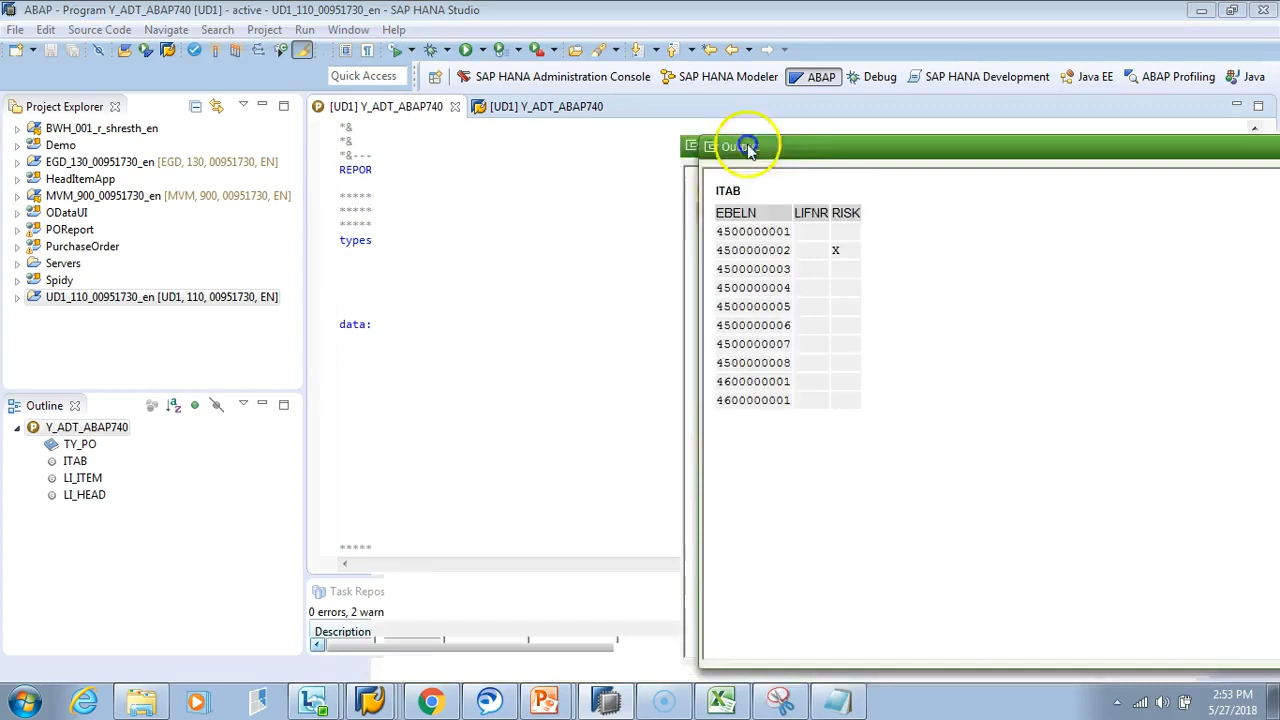 ABAP - Program Y_ADT_ABAP740 [UD1] - active - UD1_110_00951730_en - SAP HANA Studio
File Edit Source Code Navigate Search Project Run Window Help
Quick Access
SAP HANA Administration Console SAP HANA Modeler ABAP Debug SAP HANA Development Java EE ABAP Profiling Java
Project Explorer
BWH_001_r_shresth_en
Demo
EGD_130_00951730_en [EGD, 130, 00951730, EN]
HeadItemApp
MVM_900_00951730_en [MVM, 900, 00951730, EN]
ODataUI
POReport
PurchaseOrder
Servers
Spidy
UD1_110_00951730_en [UD1, 110, 00951730, EN]
Outline
Y_ADT_ABAP740
TY_PO
ITAB
LI_ITEM
LI_HEAD
[UD1] Y_ADT_ABAP740 [UD1] Y_ADT_ABAP740
*&
*&
*&---
REPOR
*****
*****
*****
types
data:
*****
Task Repos
0 errors, 2 warn
Description
ITAB
EBELN LIFNR RISK
4500000001
4500000002 X
4500000003
4500000004
4500000005
4500000006
4500000007
4500000008
4600000001
4600000001
2:53 PM
5/27/2018